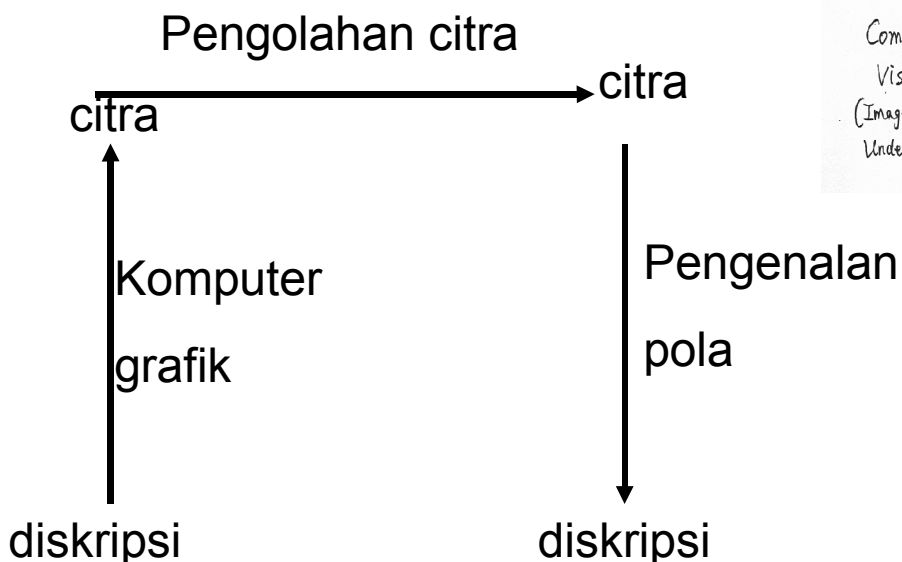 Pengolahan citra
citra
citra
Komputer
grafik
Pengenalan
pola
diskripsi
diskripsi